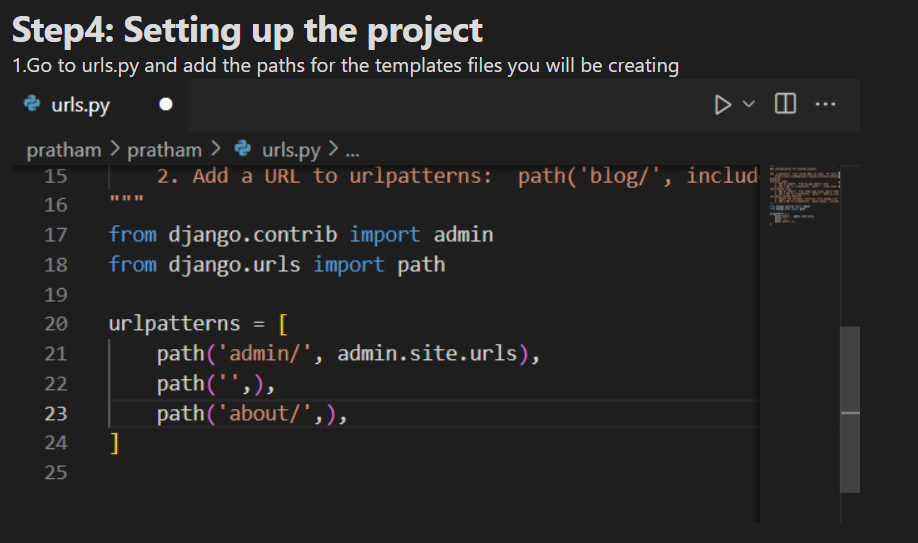 Step4: Setting up the project
1.Go to urls.py and add the paths for the templates files you will be creating
urls.py
pratham > pratham > urls.py > ...
15 2. Add a URL to urlpatterns:  path('blog/', includ
16 """
17 from django.contrib import admin
18 from django.urls import path
19
20 urlpatterns = [
21     path('admin/', admin.site.urls),
22     path('',),
23     path('about/',),
24 ]
25